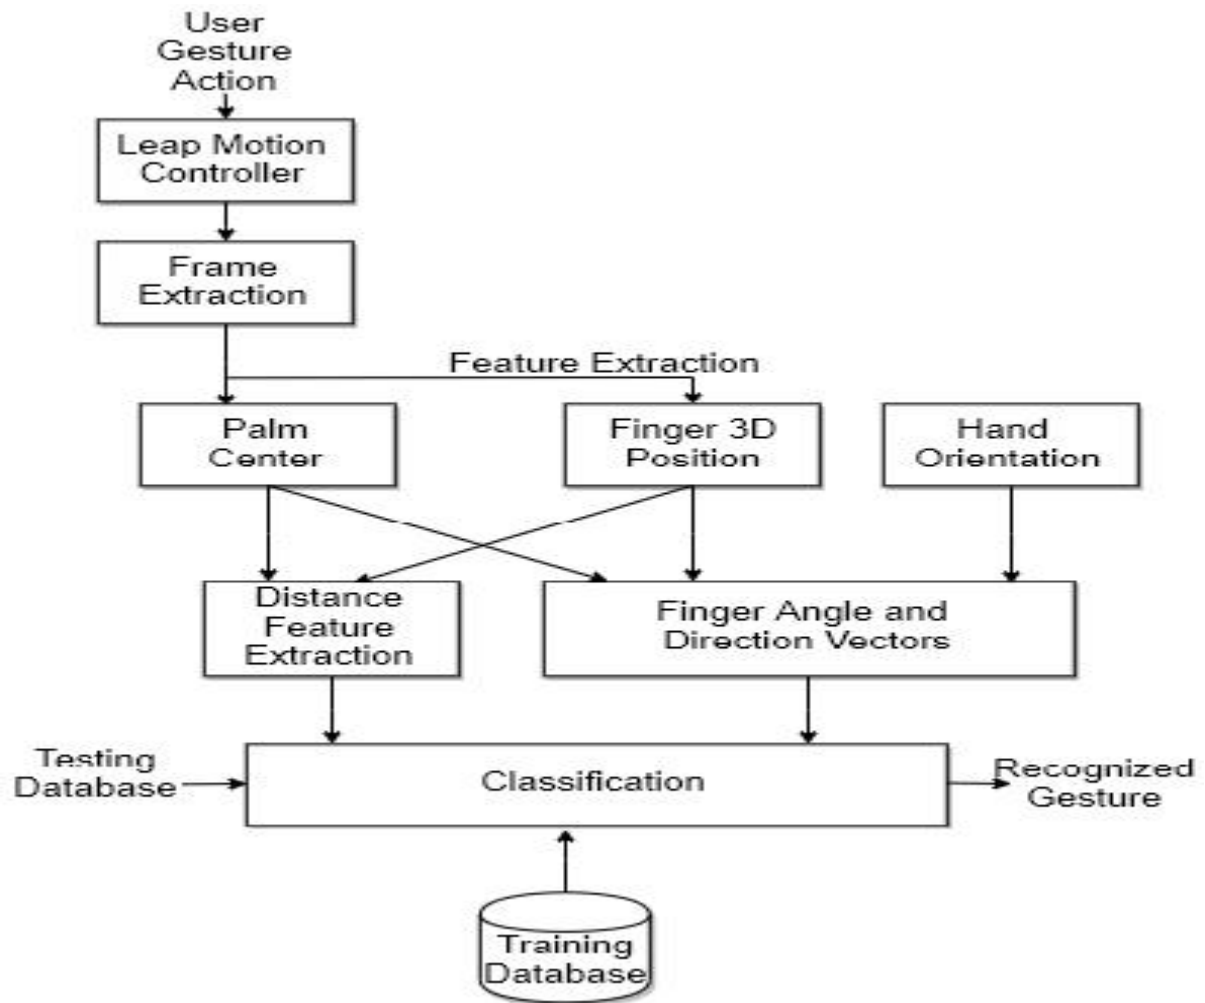 User
Gesture
Action
Leap Motion
Controller
Frame
Extraction
Feature Extraction
Palm
Center
Finger 3D
Position
Hand
Orientation
Distance
Feature
Extraction
Finger Angle and
Direction Vectors
Testing
Database
Classification
Recognized
Gesture
Training
Database